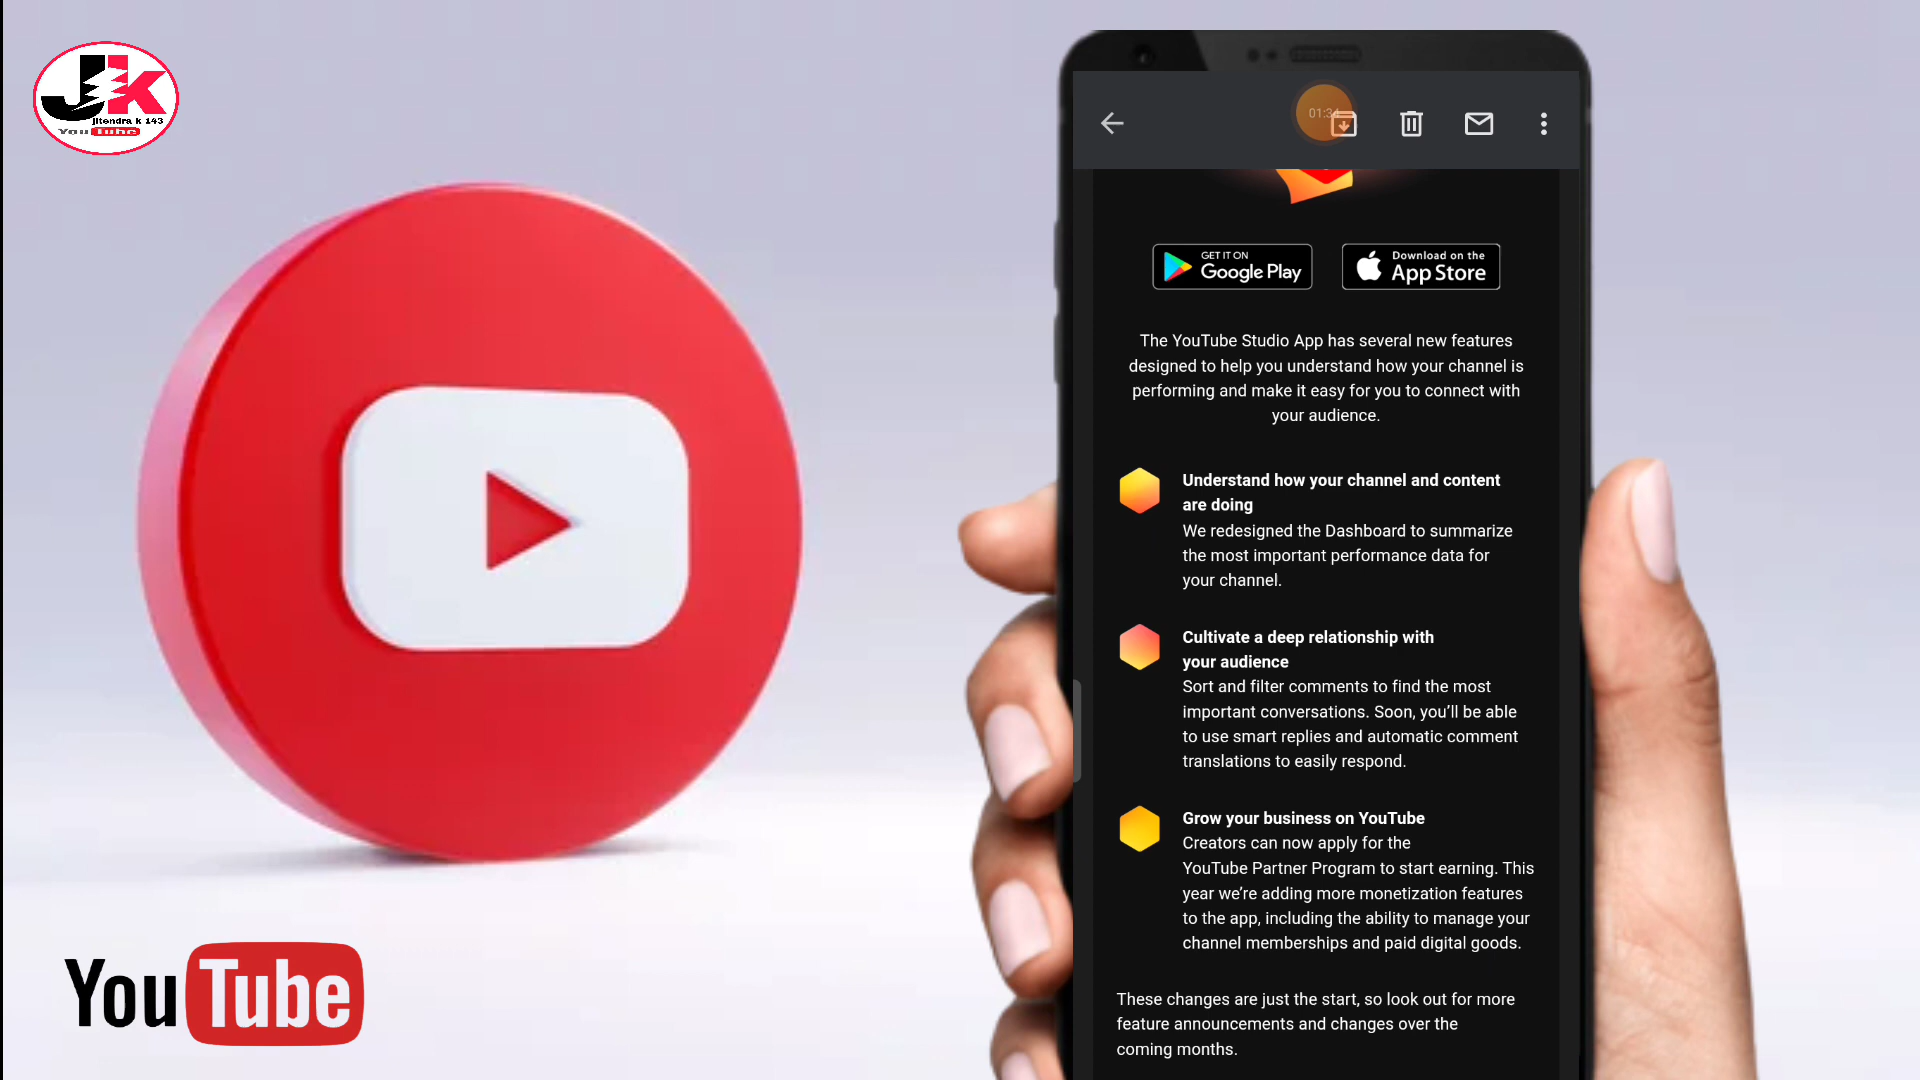 Jk
jitendra k 143
YouTube
YouTube
GET IT ON
Google Play
Download on the
App Store
The YouTube Studio App has several new features
designed to help you understand how your channel is
performing and make it easy for you to connect with
your audience.
Understand how your channel and content
are doing
We redesigned the Dashboard to summarize
the most important performance data for
your channel.
Cultivate a deep relationship with
your audience
Sort and filter comments to find the most
important conversations. Soon, you’ll be able
to use smart replies and automatic comment
translations to easily respond.
Grow your business on YouTube
Creators can now apply for the
YouTube Partner Program to start earning. This
year we’re adding more monetization features
to the app, including the ability to manage your
channel memberships and paid digital goods.
These changes are just the start, so look out for more
feature announcements and changes over the
coming months.